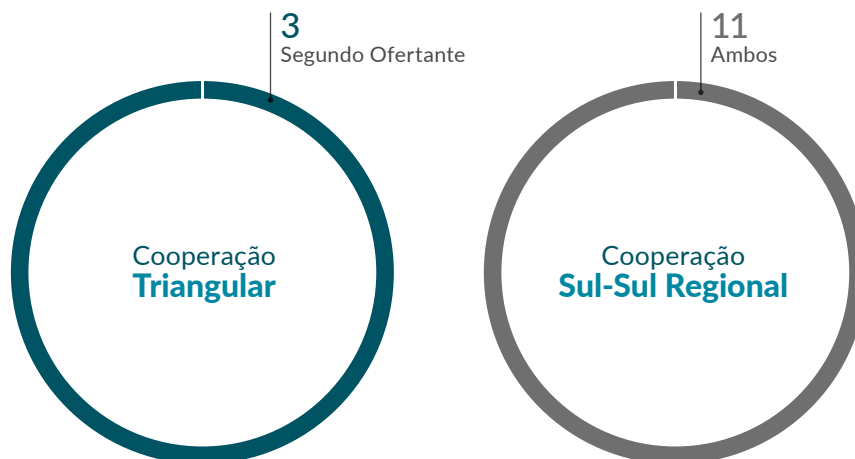 3
Segundo Ofertante
Cooperação
Triangular
11
Ambos
Cooperação
Sul-Sul Regional